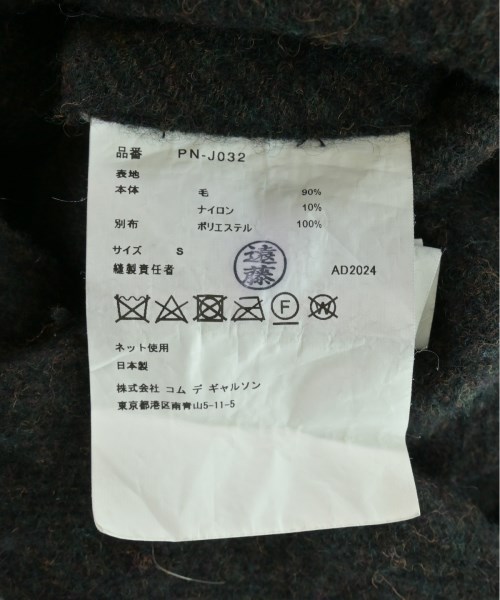 品番 PN-J032
表地
本体 毛 90%
ナイロン 10%
別布 ポリエステル 100%
サイズ S
縫製責任者 遠藤 AD2024
F
W
ネット使用
日本製
株式会社 コム デ ギャルソン
東京都港区南青山5-11-5